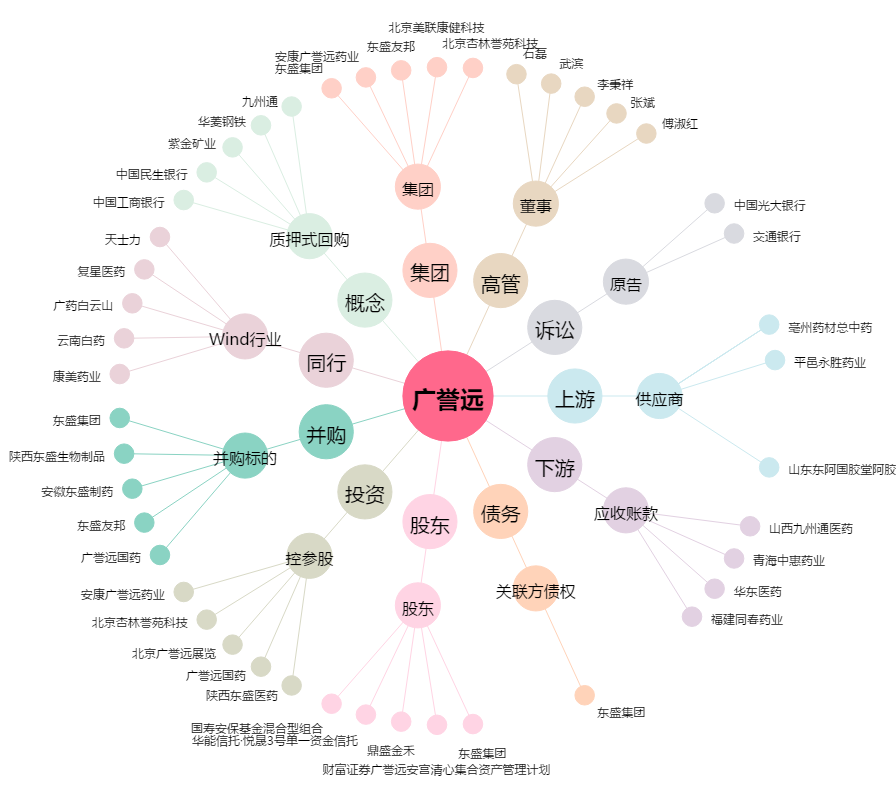 北京美联康健科技
北京杏林誉苑科技
东盛友邦
安康广誉远药业
东盛集团
石磊
武滨
李秉祥
张斌
傅淑红
九州通
华菱钢铁
紫金矿业
中国民生银行
中国工商银行
集团
董事
质押式回购
中国光大银行
交通银行
天士力
复星医药
广药白云山
云南白药
康美药业
集团
高管
原告
概念
诉讼
Wind行业
同行
亳州药材总中药
平邑永胜药业
山东东阿国胶堂阿胶
广誉远
上游
供应商
东盛集团
陕西东盛生物制品
安徽东盛制药
东盛友邦
广誉远国药
并购
并购标的
下游
应收账款
山西九州通医药
青海中惠药业
华东医药
福建同春药业
投资
股东
债务
控参股
安康广誉远药业
北京杏林誉苑科技
北京广誉远展览
广誉远国药
陕西东盛医药
股东
关联方债权
东盛集团
国寿安保基金混合型组合
华能信托·悦晟3号单一资金信托
鼎盛金禾
东盛集团
财富证券广誉远安宫清心集合资产管理计划